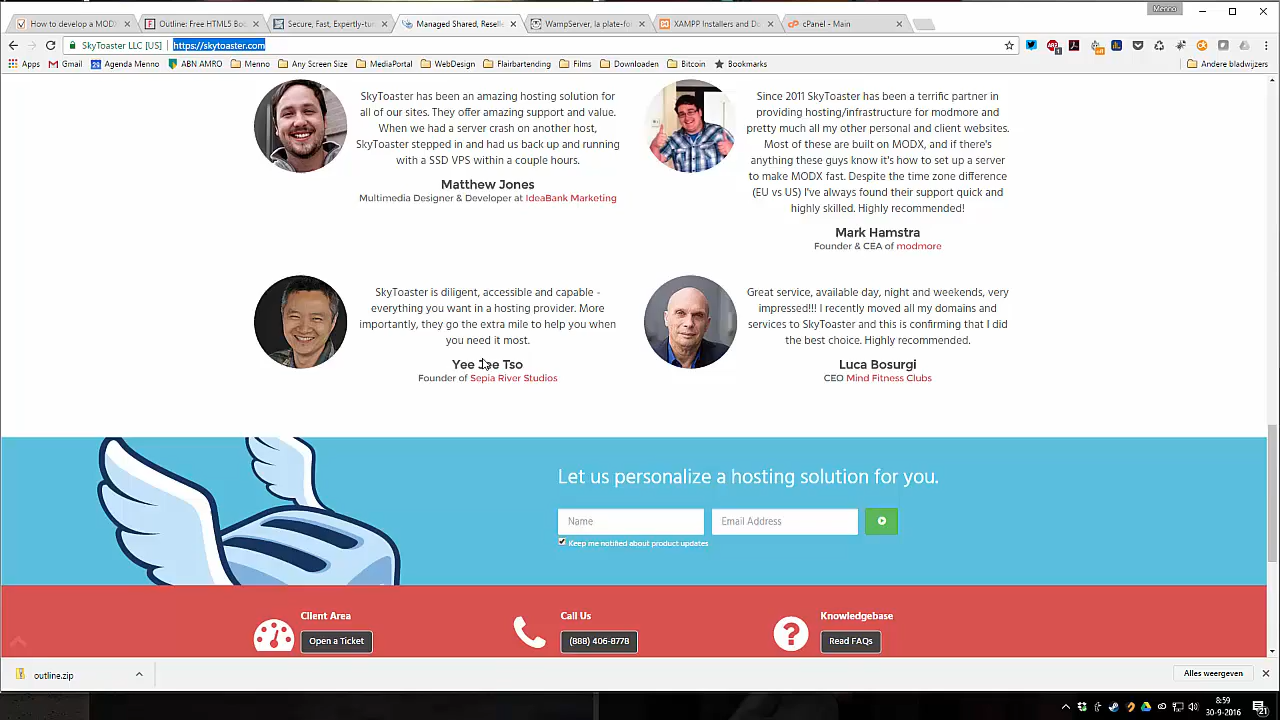 Menno
How to develop a MODX
Outline: Free HTML5 Boo
Secure, Fast, Expertly-tu
Managed Shared, Reselle
WampServer, la plate-for
XAMPP Installers and Do
cPanel - Main
SkyToaster LLC [US]
https://skytoaster.com
Apps
Gmail
Agenda Menno
ABN AMRO
Menno
Any Screen Size
MediaPortal
WebDesign
Flairbartending
Films
Downloaden
Bitcoin
Bookmarks
Andere bladwijzers
SkyToaster has been an amazing hosting solution for
all of our sites. They offer amazing support and value.
When we had a server crash on another host,
SkyToaster stepped in and had us back up and running
with a SSD VPS within a couple hours.
Matthew Jones
Multimedia Designer & Developer at IdeaBank Marketing
Since 2011 SkyToaster has been a terrific partner in
providing hosting/infrastructure for modmore and
pretty much all my other personal and client websites.
Most of these are built on MODX, and if there's
anything these guys know it's how to set up a server
to make MODX fast. Despite the time zone difference
(EU vs US) I've always found their support quick and
highly skilled. Highly recommended!
Mark Hamstra
Founder & CEA of modmore
SkyToaster is diligent, accessible and capable -
everything you want in a hosting provider. More
importantly, they go the extra mile to help you when
you need it most.
Yee Jee Tso
Founder of Sepia River Studios
Great service, available day, night and weekends, very
impressed!!! I recently moved all my domains and
services to SkyToaster and this is confirming that I did
the best choice. Highly recommended.
Luca Bosurgi
CEO Mind Fitness Clubs
Let us personalize a hosting solution for you.
Name
Email Address
Keep me notified about product updates
Client Area
Open a Ticket
Call Us
(888) 406-8778
Knowledgebase
Read FAQs
outline.zip
Alles weergeven
8:59
30-9-2016